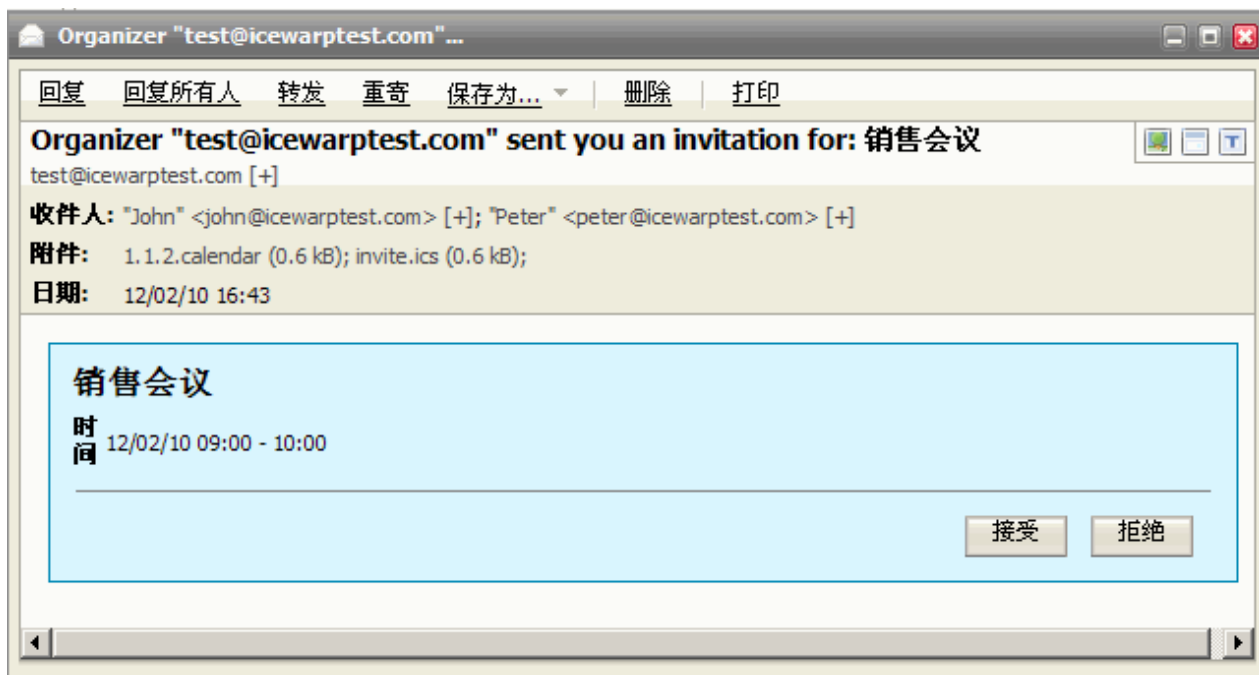 Organizer "test@icewarptest.com"...
回复 回复所有人 转发 重寄 保存为... 删除 打印
Organizer "test@icewarptest.com" sent you an invitation for: 销售会议
T
test@icewarptest.com [+]
收件人: "John" <john@icewarptest.com> [+]; "Peter" <peter@icewarptest.com> [+]
附件: 1.1.2.calendar (0.6 kB); invite.ics (0.6 kB);
日期: 12/02/10 16:43
销售会议
时间 12/02/10 09:00 - 10:00
接受 拒绝